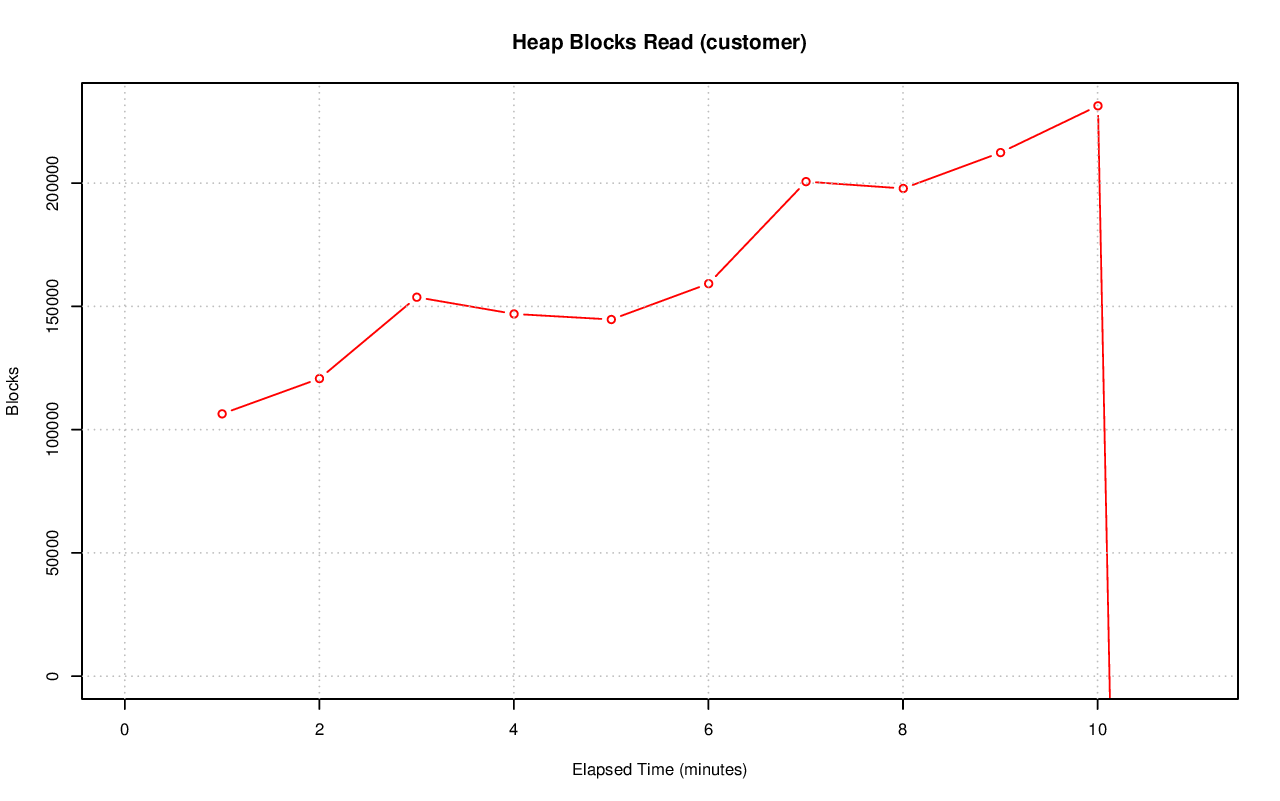 Heap Blocks Read (customer)
200000
150000
100000
50000
0
Blocks
0 2 4 6 8 10
Elapsed Time (minutes)